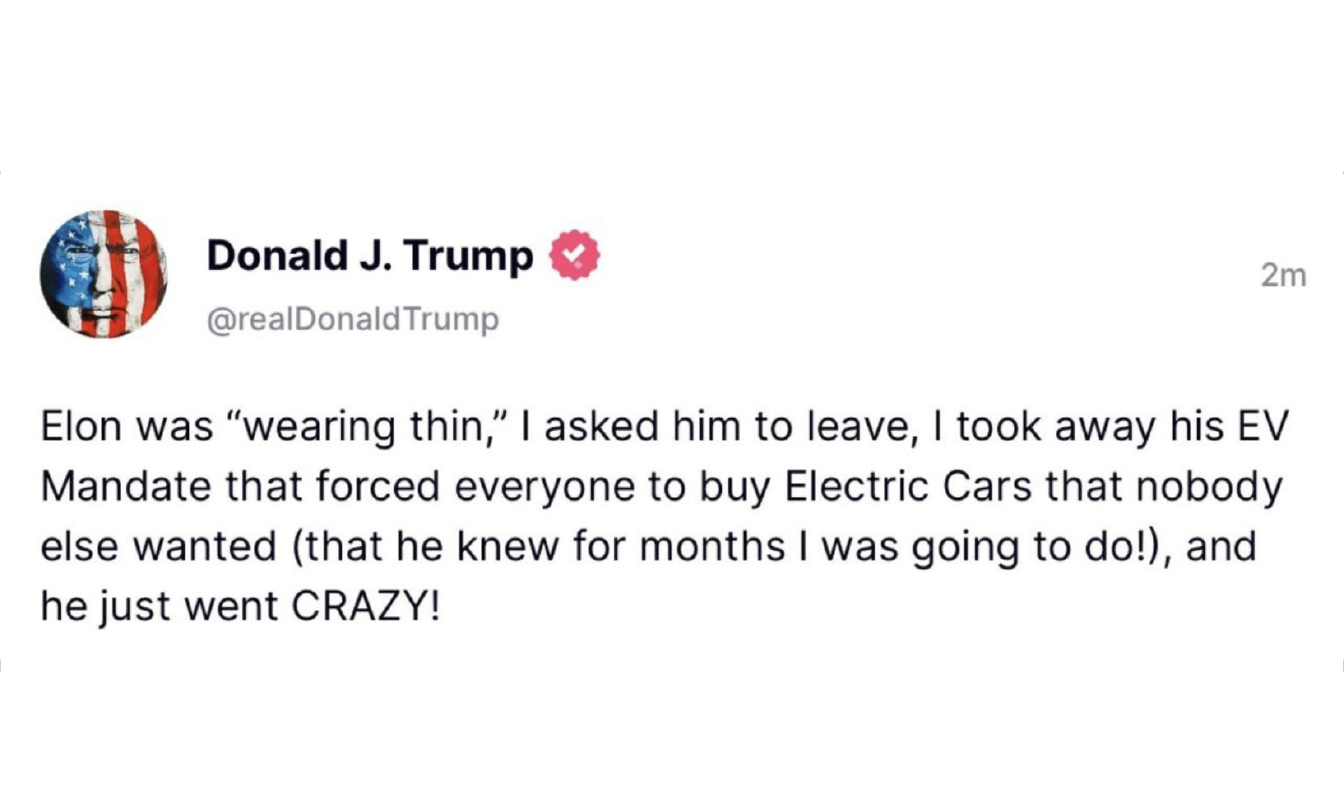 Donald J. Trump
2m
@realDonaldTrump
Elon was “wearing thin,” I asked him to leave, I took away his EV
Mandate that forced everyone to buy Electric Cars that nobody
else wanted (that he knew for months I was going to do!), and
he just went CRAZY!